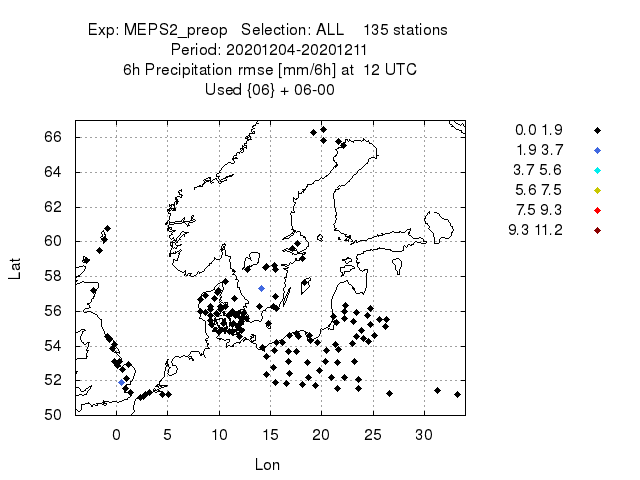 Exp: MEPS2_preop Selection: ALL 135 stations
Period: 20201204-20201211
6h Precipitation rmse [mm/6h] at 12 UTC
Used {06} + 06-00
66
64
62
60
58
56
54
52
50
Lat
0 5 10 15 20 25 30
Lon
0.0 1.9
1.9 3.7
3.7 5.6
5.6 7.5
7.5 9.3
9.3 11.2